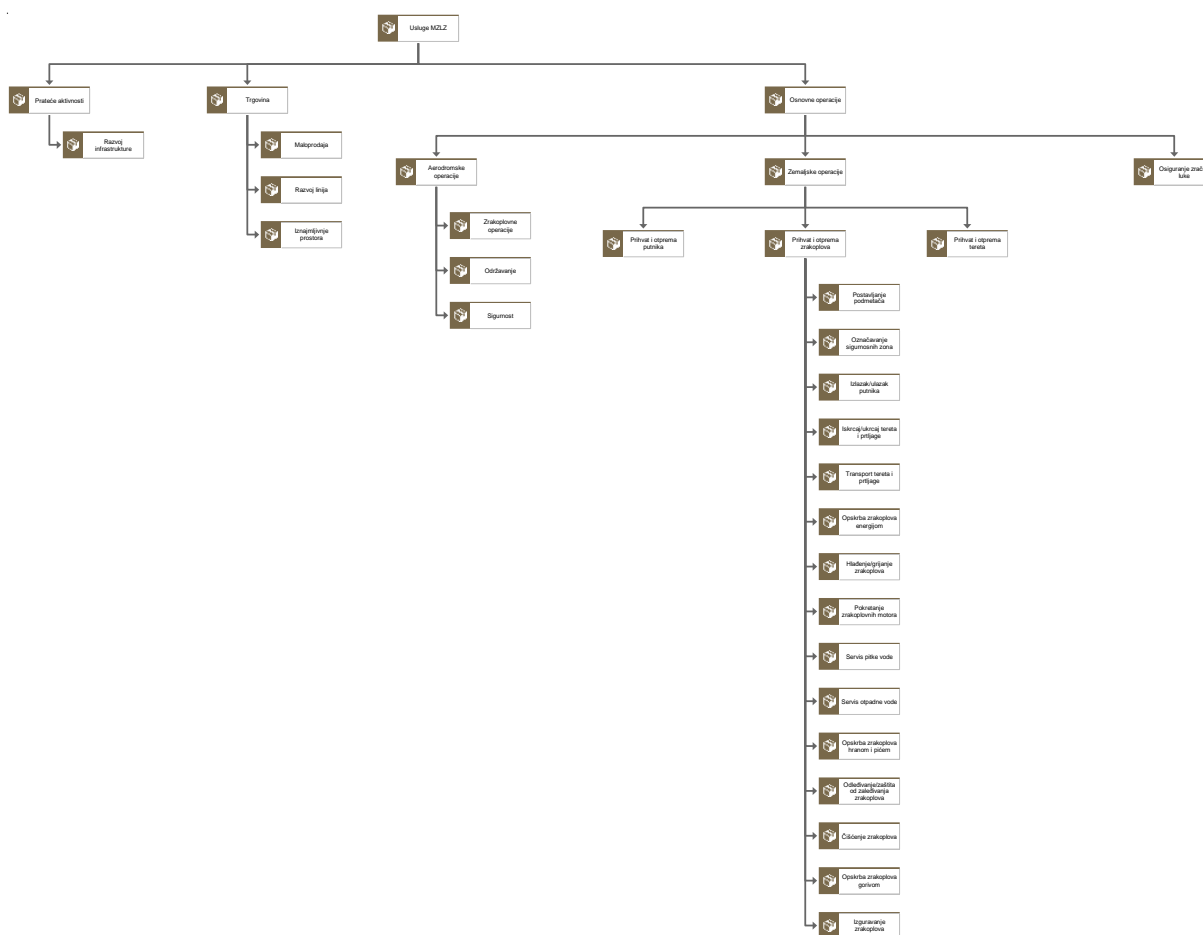 Usluge MZLZ
Prateće aktivnosti
Trgovina
Osnovne operacije
Razvoj
infrastrukture
Maloprodaja
Razvoj linija
Iznajmljivnje
prostora
Aerodromske
operacije
Zemaljske operacije
Osiguranje
luke
Zrakoplovne
operacije
Održavanje
Sigurnost
Prihvat i otprema
putnika
Prihvat i otprema
zrakoplova
Prihvat i otprema
tereta
Postavljanje
podmetača
Označavanje
sigurnosnih zona
Izlazak/ulazak
putnika
Iskrcaj/ukrcaj tereta
i prtljage
Transport tereta i
prtljage
Opskrba zrakoplova
energijom
Hlađenje/grijanje
zrakoplova
Pokretanje
zrakoplovnih motora
Servis pitke vode
Servis otpadne vode
Opskrba zrakoplova
hranom i pićem
Odleđivanje/zaštita
od zaleđivanja
zrakoplova
Čišćenje zrakoplova
Opskrba zrakoplova
gorivom
Izguravanje
zrakoplova